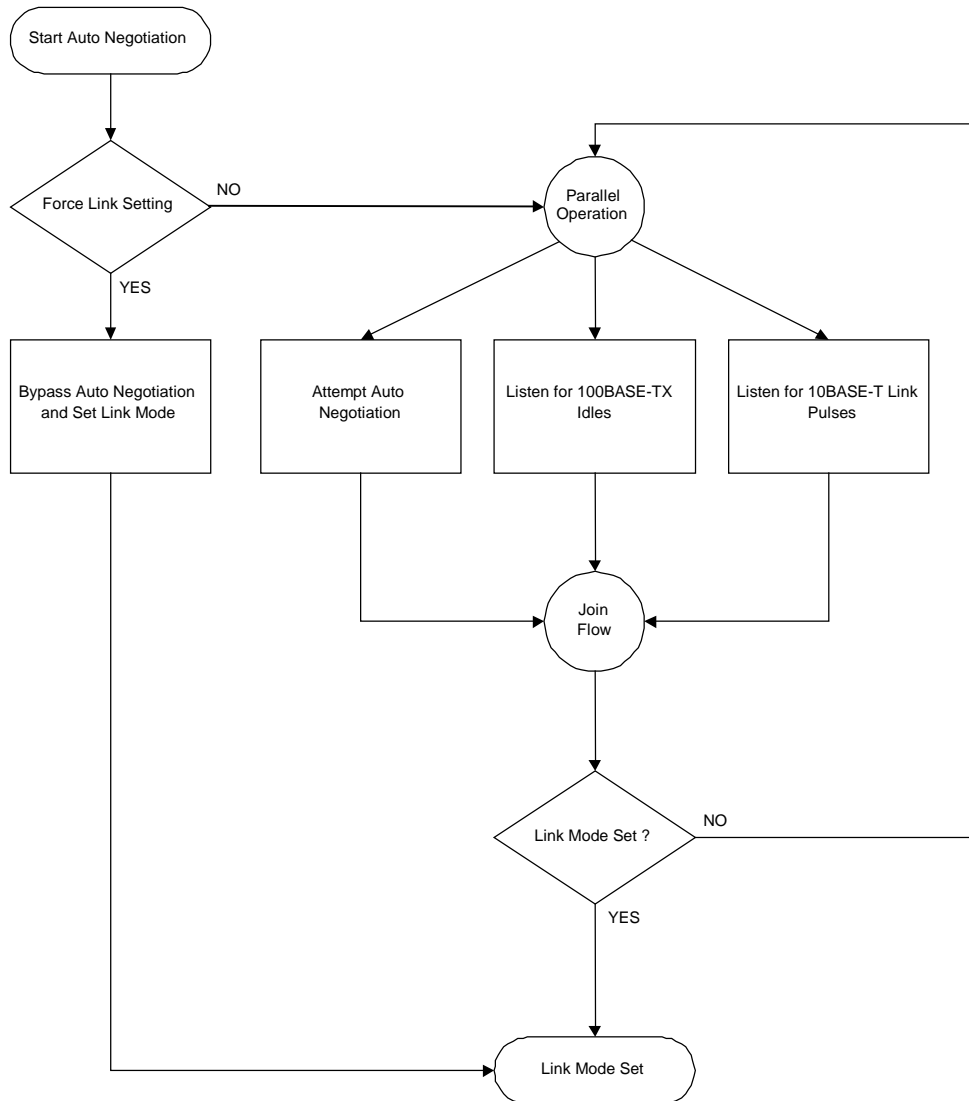 Start Auto Negotiation
Force Link Setting
NO
Parallel
Operation
YES
Bypass Auto Negotiation
and Set Link Mode
Attempt Auto
Negotiation
Listen for 100BASE-TX
Idles
Listen for 10BASE-T Link
Pulses
Join
Flow
Link Mode Set ?
NO
YES
Link Mode Set